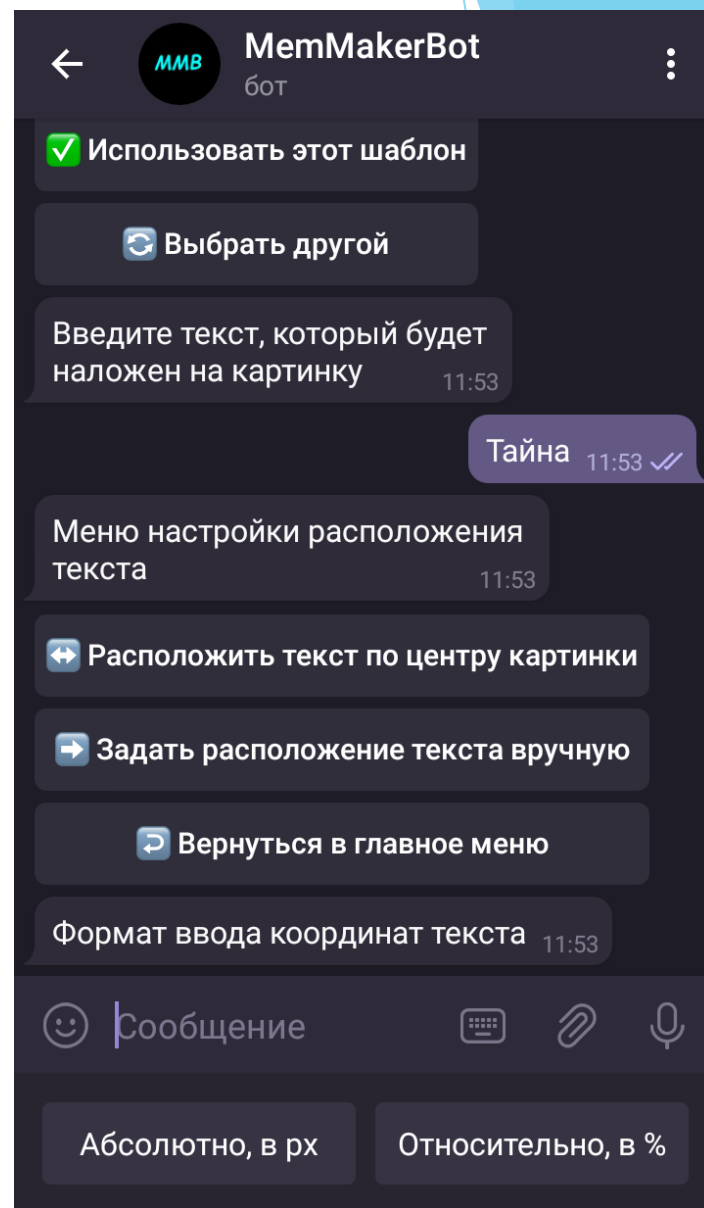 MMB
MemMakerBot
бот
✅ Использовать этот шаблон
🔄 Выбрать другой
Введите текст, который будет
наложен на картинку 11:53
Тайна 11:53
Меню настройки расположения
текста 11:53
↔️ Расположить текст по центру картинки
➡️ Задать расположение текста вручную
↩️ Вернуться в главное меню
Формат ввода координат текста 11:53
Сообщение
Абсолютно, в px Относительно, в %